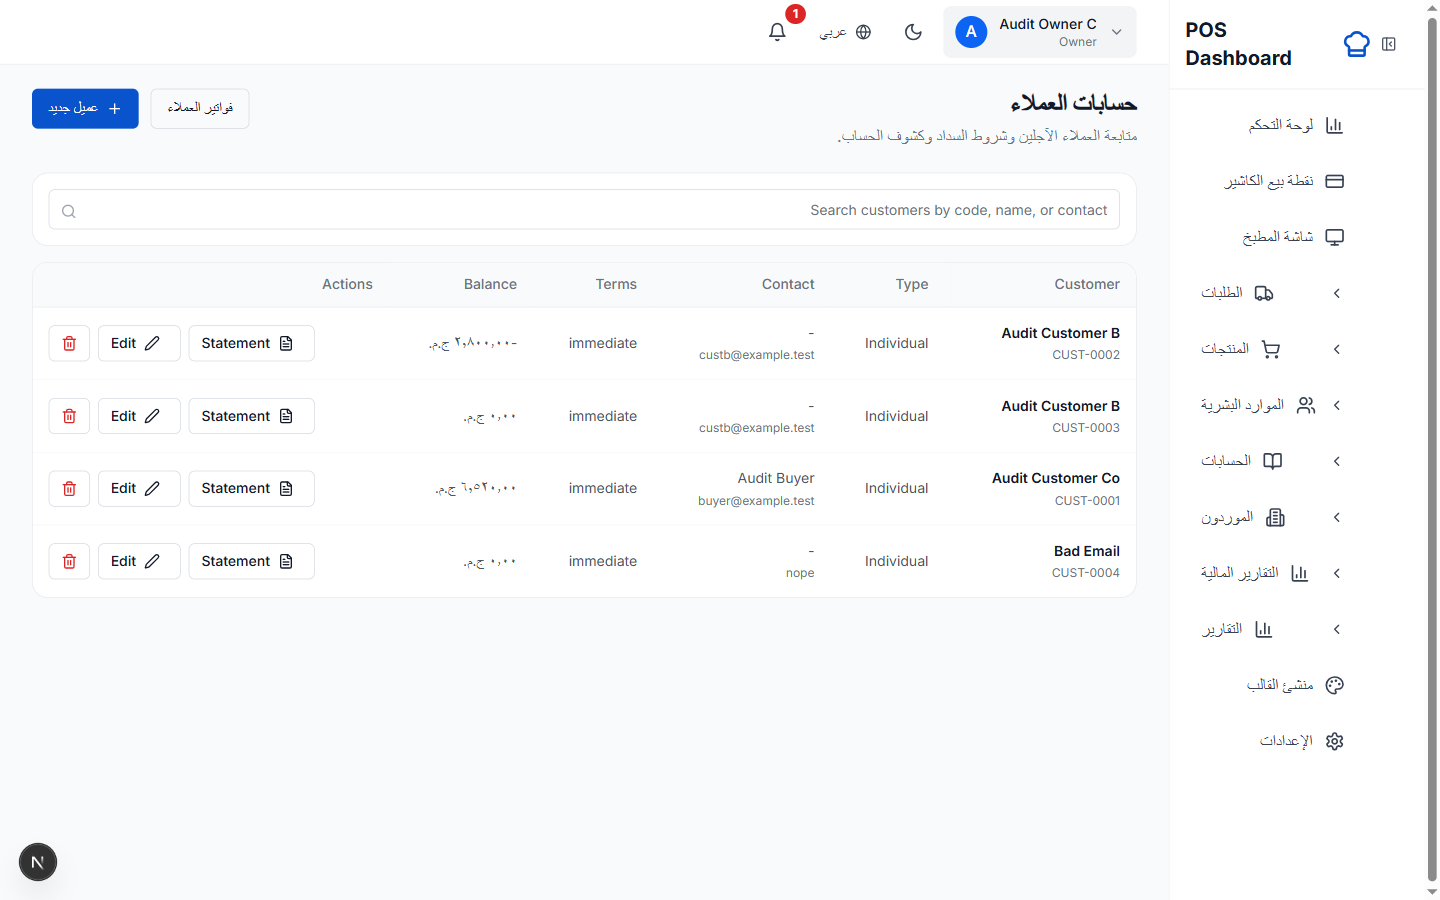 POS
Dashboard
لوحة التحكم
نقطة بيع الكاشير
شاشة المطبخ
الطلبات
المنتجات
الموارد البشرية
الحسابات
الموردون
التقارير المالية
التقارير
منشئ القالب
الإعدادات
Audit Owner C
Owner
A
عربي
1
حسابات العملاء
متابعة العملاء الآجلين وشروط السداد وكشوف الحساب.
فواتير العملاء
عميل جديد
Search customers by code, name, or contact
Customer Type Contact Terms Balance Actions
Audit Customer B - Individual immediate -٢,٨٠٠,٠٠ ج.م. Statement Edit
CUST-0002 custb@example.test
Audit Customer B - Individual immediate ٠,٠٠ ج.م. Statement Edit
CUST-0003 custb@example.test
Audit Customer Co Audit Buyer Individual immediate ٦,٥٢٠,٠٠ ج.م. Statement Edit
CUST-0001 buyer@example.test
Bad Email - Individual immediate ٠,٠٠ ج.م. Statement Edit
CUST-0004 nope
N